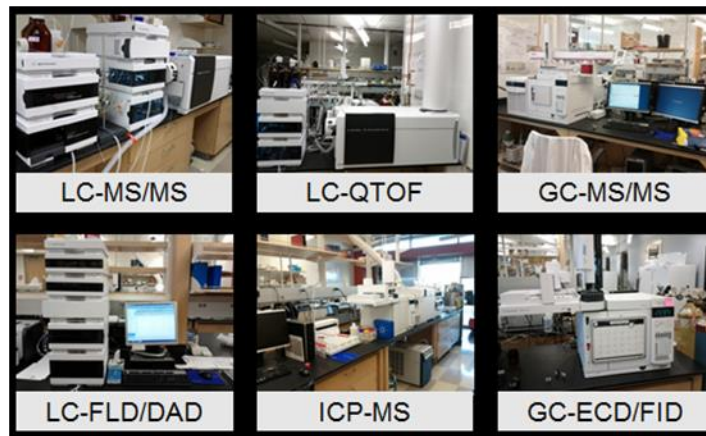 LC-MS/MS
LC-QTOF
GC-MS/MS
LC-FLD/DAD
ICP-MS
GC-ECD/FID